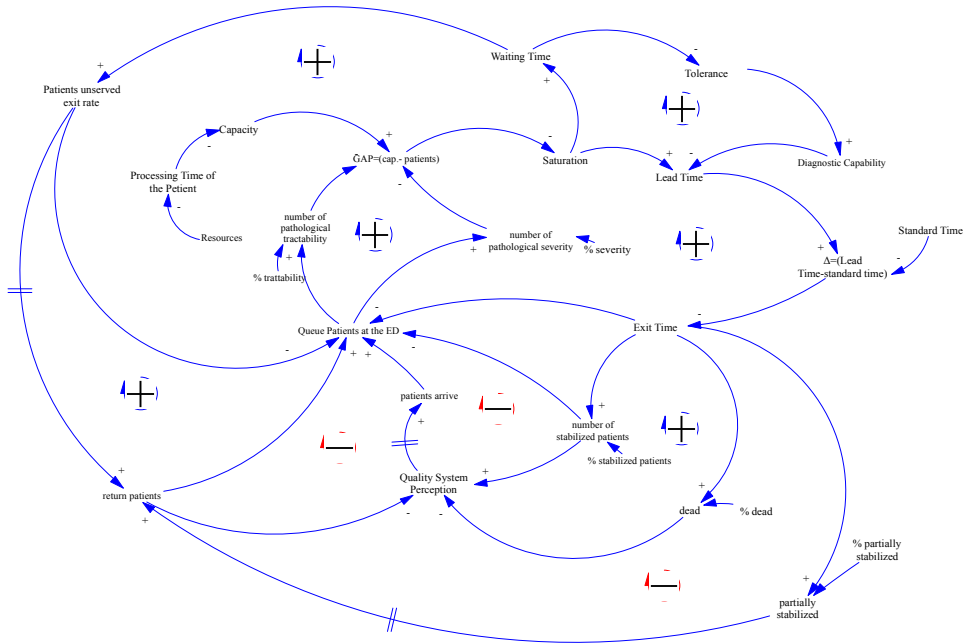 Waiting Time
Patients unserved
exit rate
Tolerance
Capacity
GAP=(cap.- patients)
Saturation
Lead Time
Diagnostic Capability
Processing Time of
the Petient
number of
pathological
tractability
Resources
number of
pathological severity
% severity
% trattability
Standard Time
Δ=(Lead
Time-standard time)
Queue Patients at the ED
Exit Time
patients arrive
number of
stabilized patients
% stabilized patients
Quality System
Perception
return patients
dead
% dead
% partially
stabilized
partially
stabilized